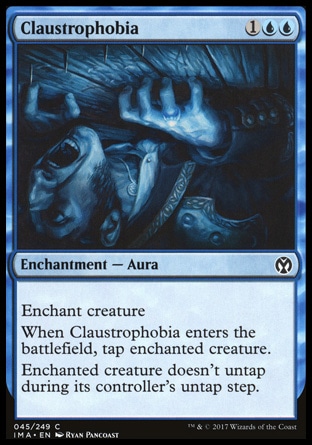 Claustrophobia 1
Enchantment — Aura
Enchant creature
When Claustrophobia enters the
battlefield, tap enchanted creature.
Enchanted creature doesn't untap
during its controller's untap step.
045/249 C
IMA • EN Ryan Pancoast
™ & © 2017 Wizards of the Coast